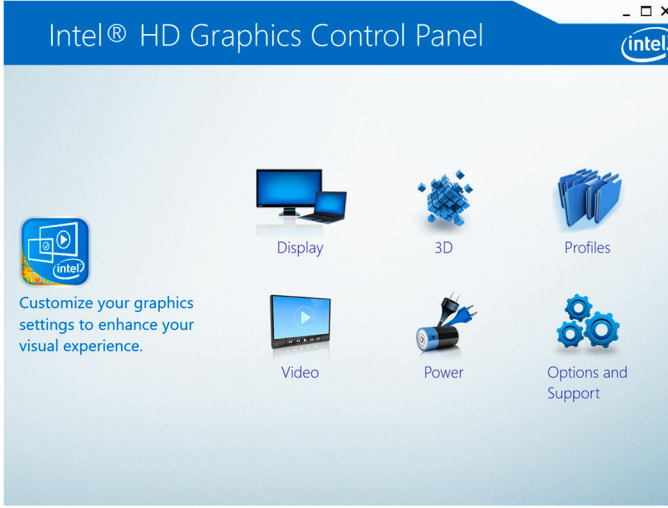 Intel® HD Graphics Control Panel
intel
Display
3D
Profiles
intel
Customize your graphics
settings to enhance your
visual experience.
Video
Power
Options and
Support